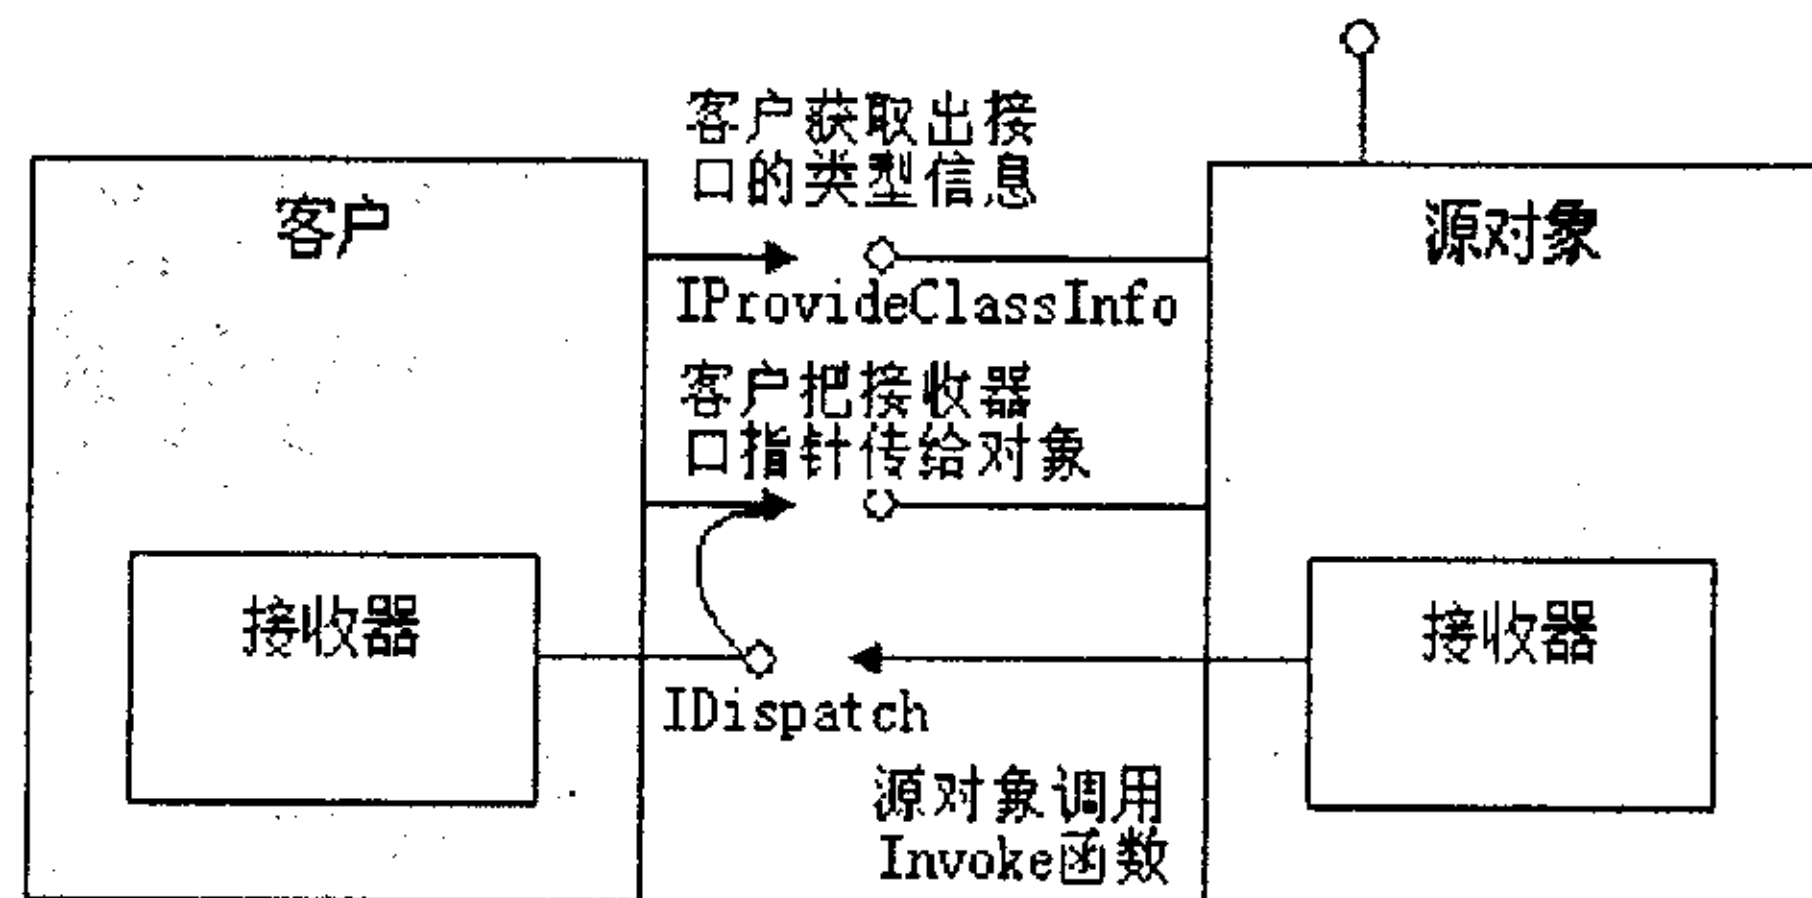 客户获取出接
口的类型信息
客户
源对象
IProvideClassInfo
客户把接收器
口指针传给对象
接收器
接收器
IDispatch
源对象调用
Invoke函数